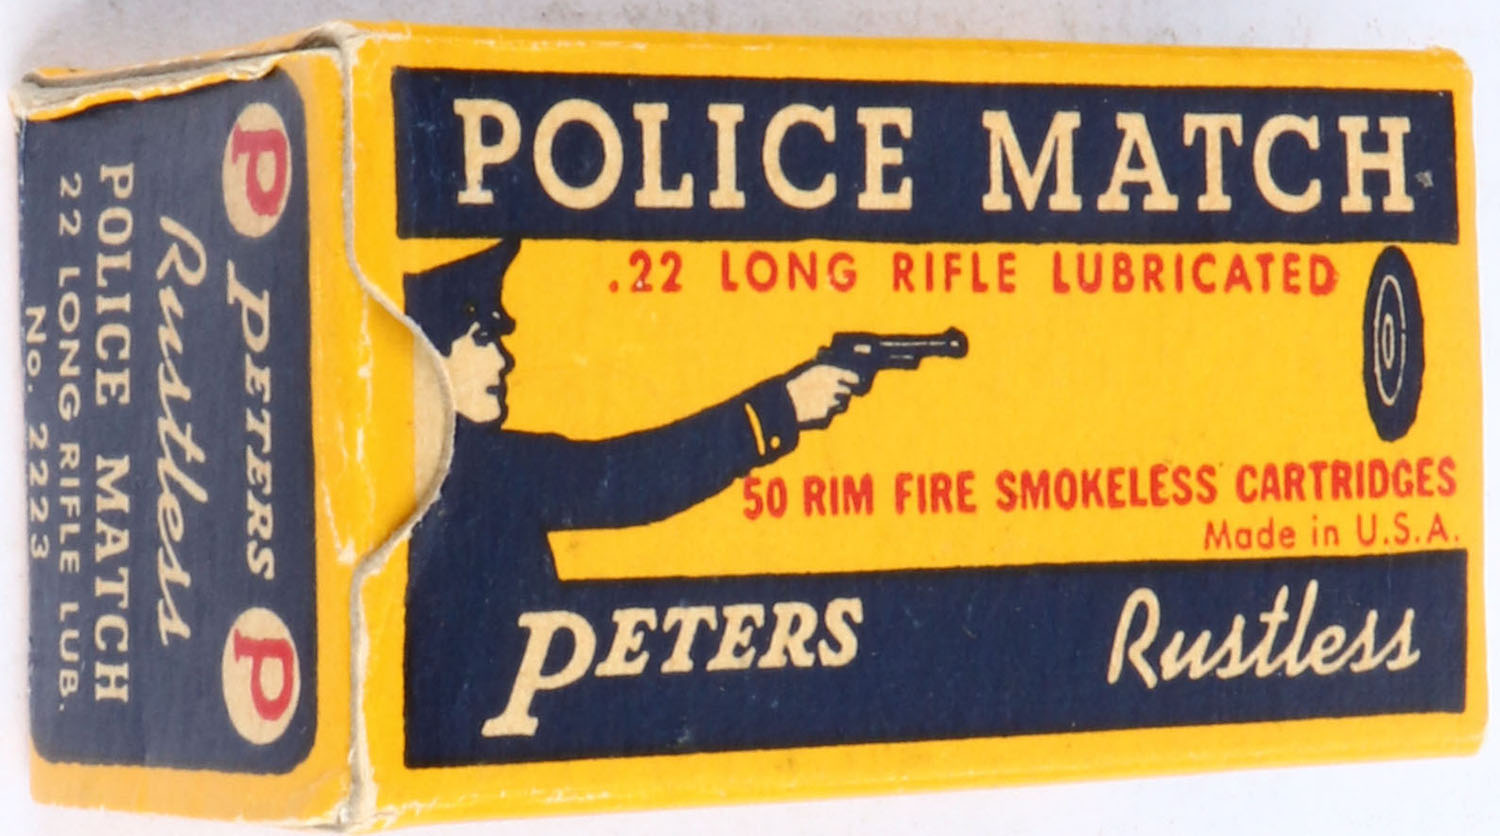 POLICE MATCH
.22 LONG RIFLE LUBRICATED
50 RIM FIRE SMOKELESS CARTRIDGES
Made in U.S.A.
PETERS Rustless
P PETERS P
Rustless
POLICE MATCH
22 LONG RIFLE LUB.
No. 2223